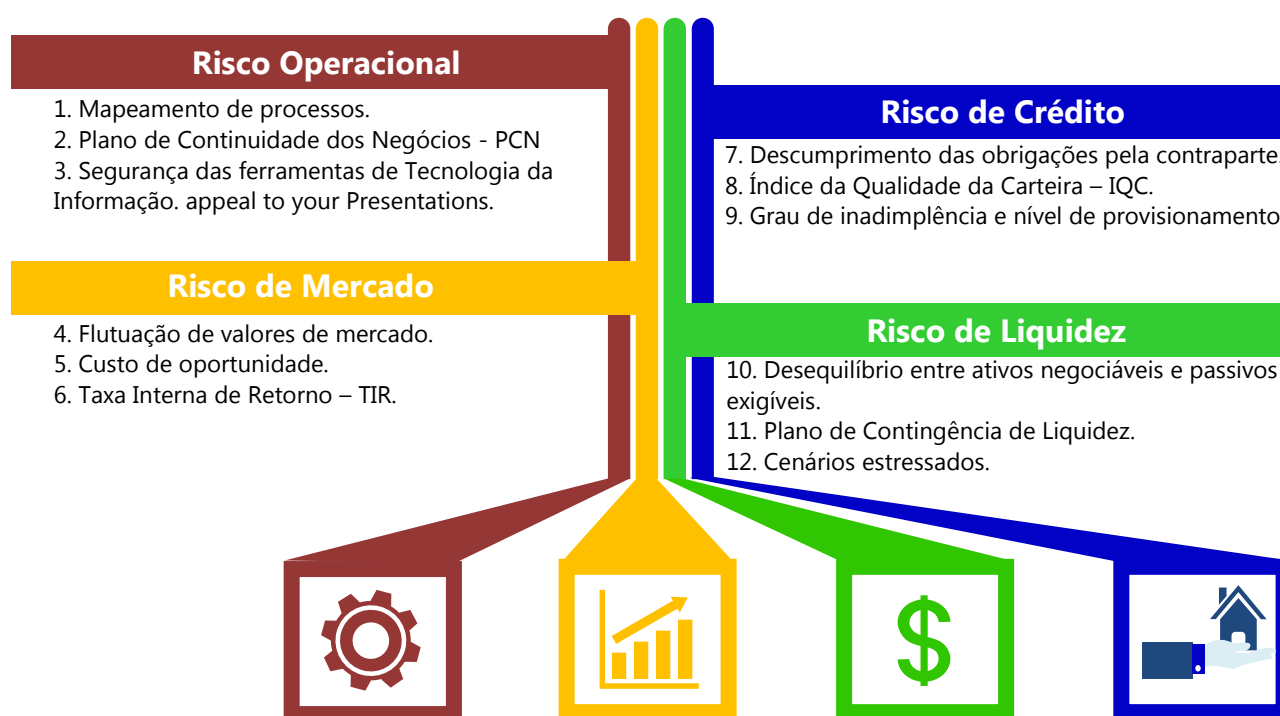 Risco Operacional
1. Mapeamento de processos.
2. Plano de Continuidade dos Negócios - PCN
3. Segurança das ferramentas de Tecnologia da
Informação. appeal to your Presentations.
Risco de Mercado
4. Flutuação de valores de mercado.
5. Custo de oportunidade.
6. Taxa Interna de Retorno – TIR.
Risco de Crédito
7. Descumprimento das obrigações pela contraparte.
8. Índice da Qualidade da Carteira – IQC.
9. Grau de inadimplência e nível de provisionamento
Risco de Liquidez
10. Desequilíbrio entre ativos negociáveis e passivos
exigíveis.
11. Plano de Contingência de Liquidez.
12. Cenários estressados.
$